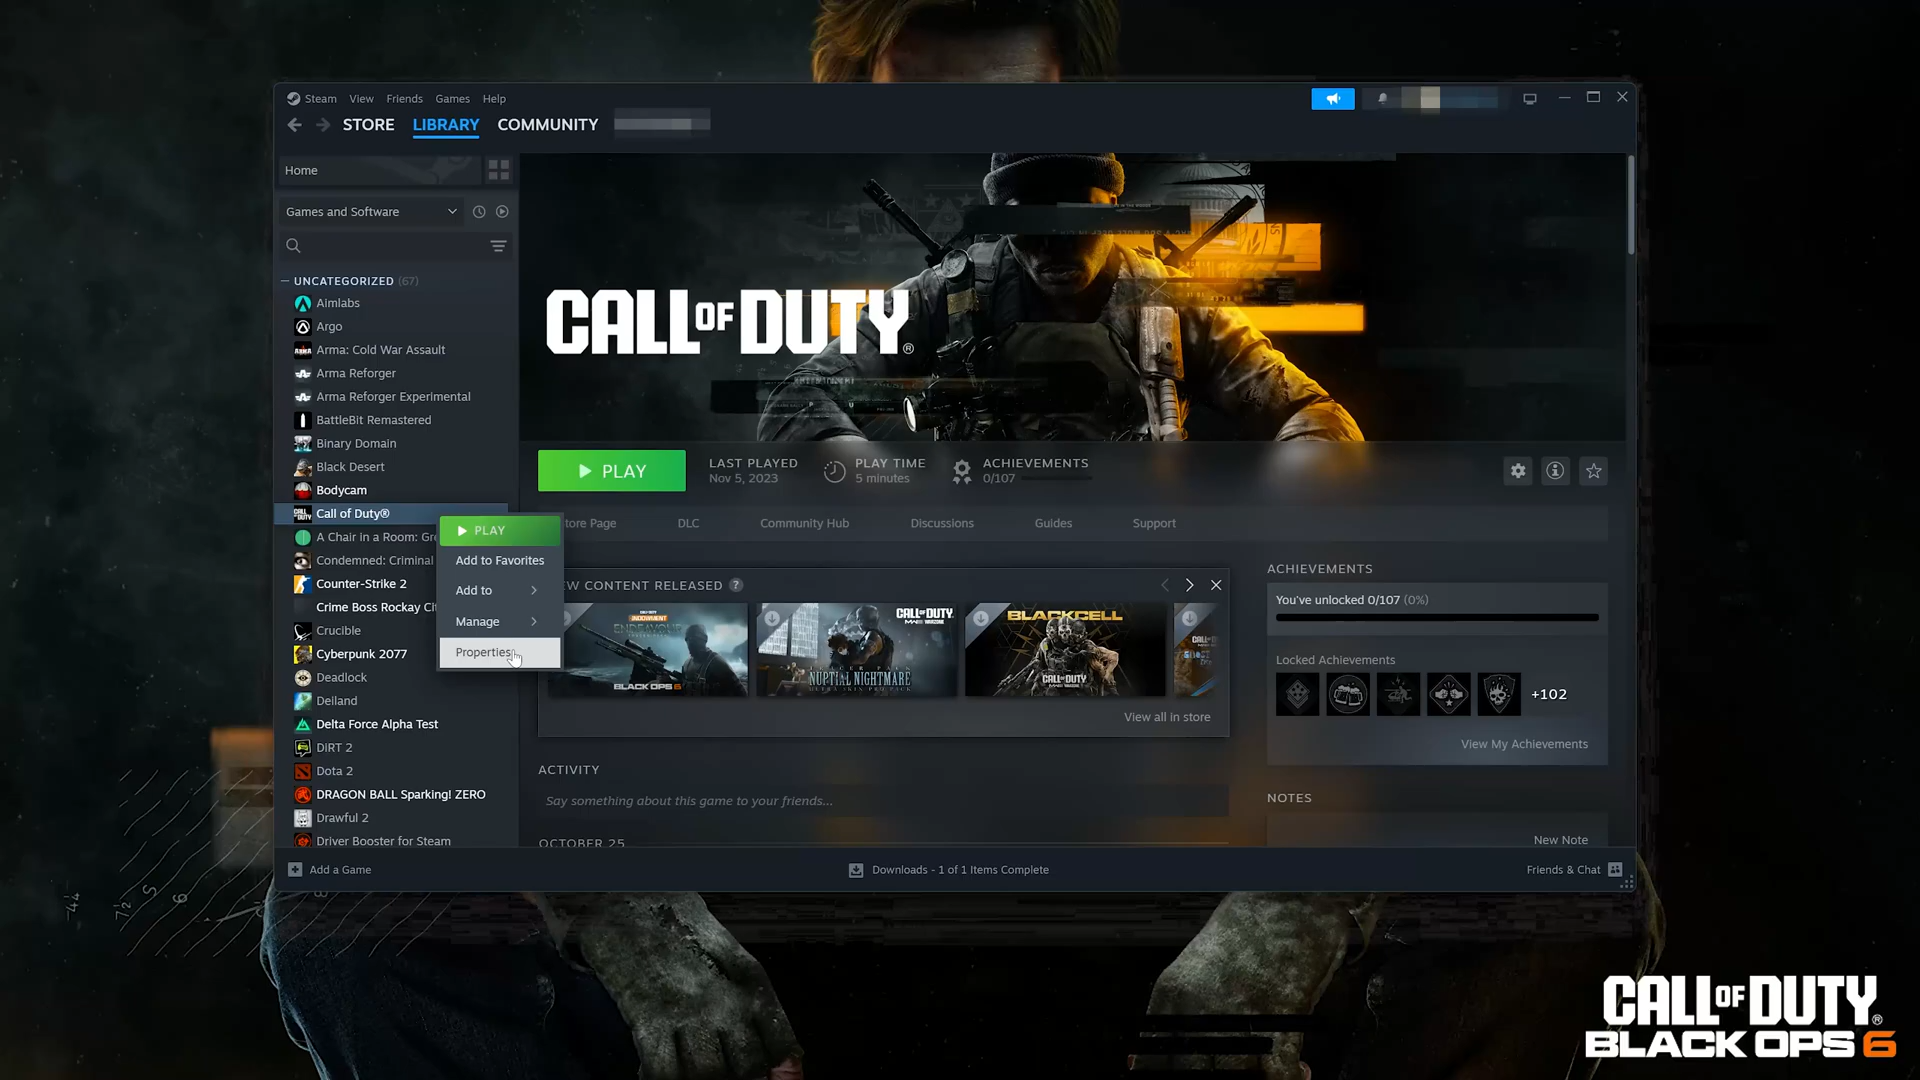 Steam View Friends Games Help
STORE LIBRARY COMMUNITY
Home
Games and Software
UNCATEGORIZED (67)
Aimlabs
Argo
Arma: Cold War Assault
Arma Reforger
Arma Reforger Experimental
BattleBit Remastered
Binary Domain
Black Desert
Bodycam
Call of Duty®
A Chair in a Room: Gre
Condemned: Criminal
Counter-Strike 2
Crime Boss Rockay Cit
Crucible
Cyberpunk 2077
Deadlock
Deiland
Delta Force Alpha Test
DiRT 2
Dota 2
DRAGON BALL Sparking! ZERO
Drawful 2
Driver Booster for Steam
PLAY
Add to Favorites
Add to
Manage
Properties...
CALL OF DUTY®
PLAY
LAST PLAYED
Nov 5, 2023
PLAY TIME
5 minutes
ACHIEVEMENTS
0/107
tore Page DLC Community Hub Discussions Guides Support
EW CONTENT RELEASED ?
ENDEAVOUR
BLACK OPS 6
CALL OF DUTY
TRACER PACK
NUPTIAL NIGHTMARE
BLACKCELL
CALL OF DUTY
View all in store
ACTIVITY
Say something about this game to your friends...
OCTOBER 25
ACHIEVEMENTS
You've unlocked 0/107 (0%)
Locked Achievements
+102
View My Achievements
NOTES
New Note
Add a Game
Downloads - 1 of 1 Items Complete
Friends & Chat
CALL OF DUTY®
BLACK OPS 6